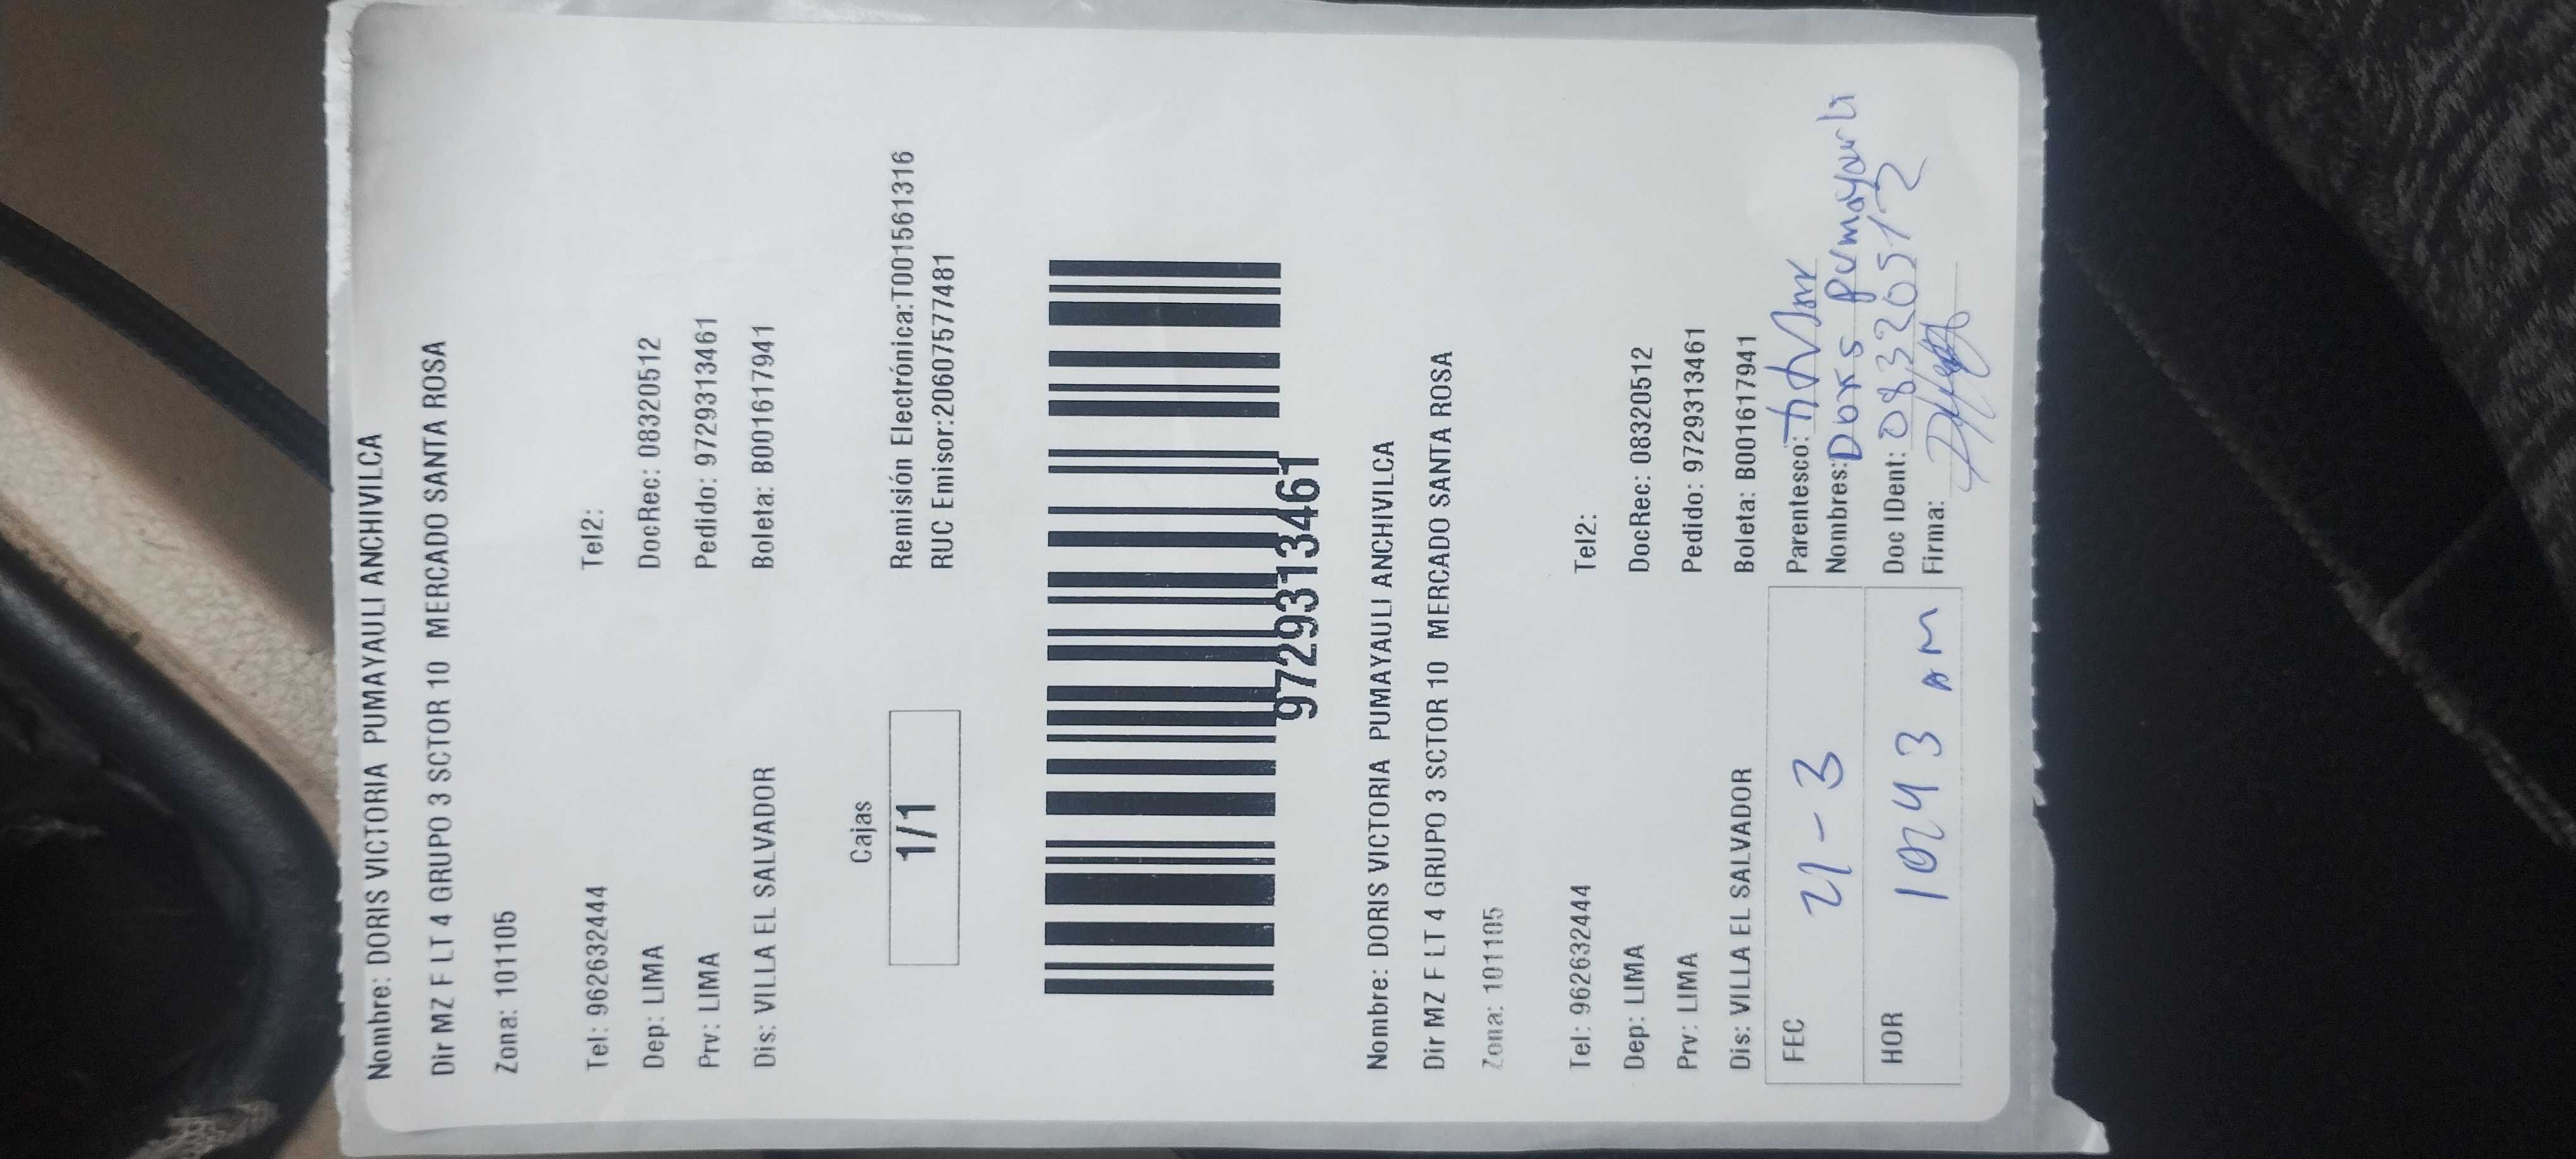 Nombre: DORIS VICTORIA PUMAYAULI ANCHIVILCA
Dir MZ F LT 4 GRUPO 3 SCTOR 10 MERCADO SANTA ROSA
Zona: 101105
Tel: 962632444 Tel2:
Dep: LIMA DocRec: 08320512
Prv: LIMA Pedido: 9729313461
Dis: VILLA EL SALVADOR Boleta: B001617941
Cajas
1/1 Remisión Electrónica:T001561316
RUC Emisor:20607577481
9729313461
Nombre: DORIS VICTORIA PUMAYAULI ANCHIVILCA
Dir MZ F LT 4 GRUPO 3 SCTOR 10 MERCADO SANTA ROSA
Zona: 101105
Tel: 962632444 Tel2:
Dep: LIMA DocRec: 08320512
Prv: LIMA Pedido: 9729313461
Dis: VILLA EL SALVADOR Boleta: B001617941
FEC 21-3 Parentesco:
Nombres: Doris pumayauli
HOR 10:43 AM Doc IDent: 08320512
Firma: